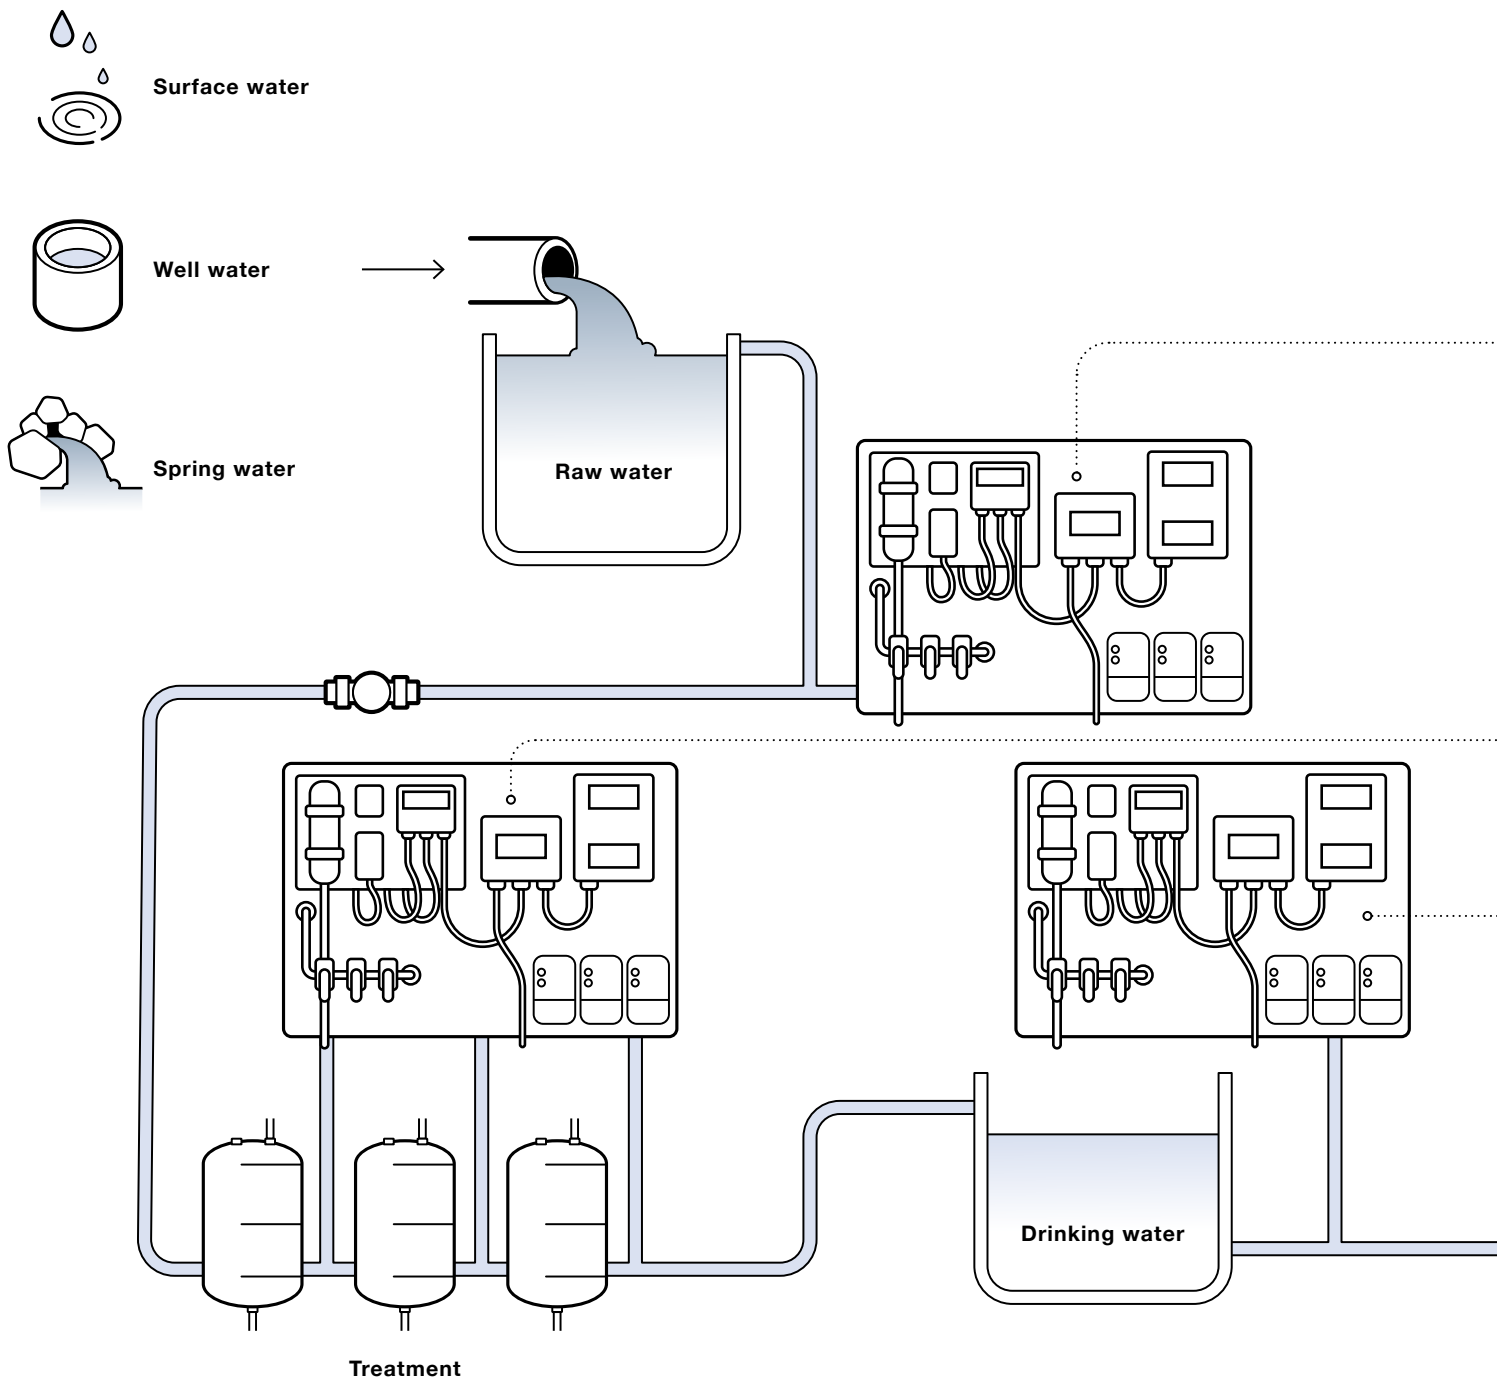 Surface water
Well water
Spring water
Raw water
Drinking water
Treatment